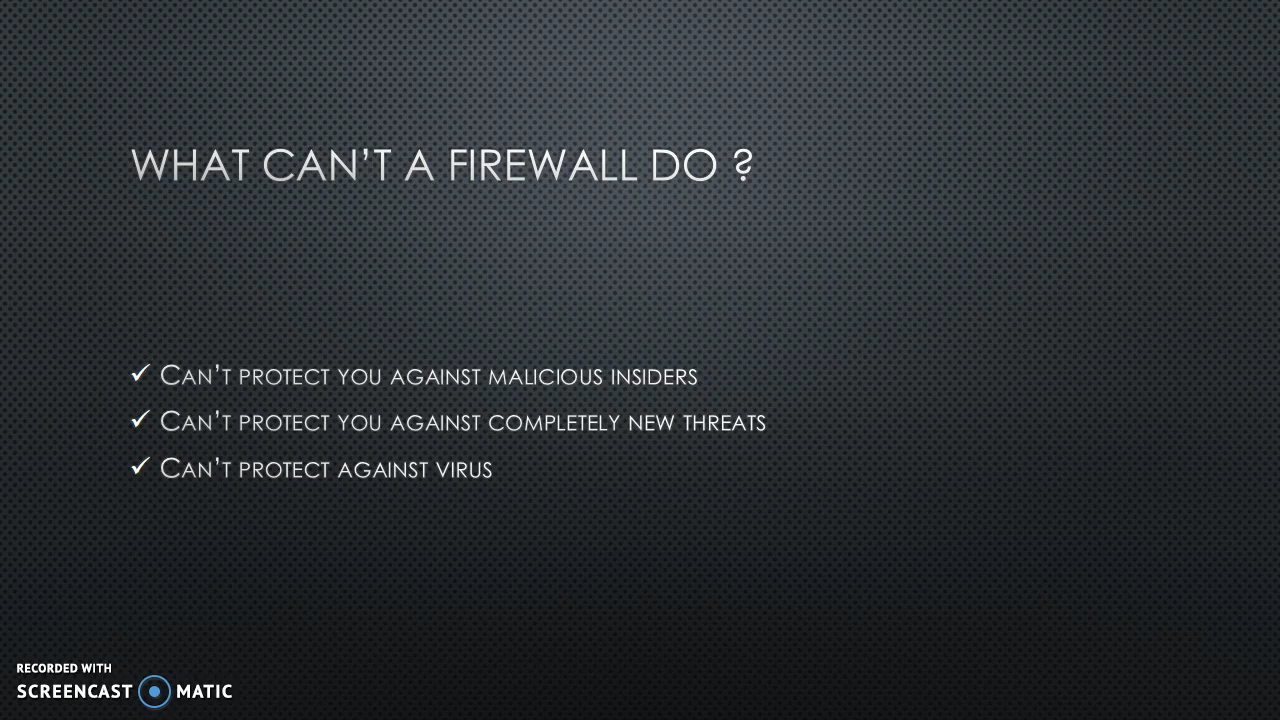 WHAT CAN'T A FIREWALL DO ?
✓ CAN'T PROTECT YOU AGAINST MALICIOUS INSIDERS
✓ CAN'T PROTECT YOU AGAINST COMPLETELY NEW THREATS
✓ CAN'T PROTECT AGAINST VIRUS
RECORDED WITH
SCREENCAST MATIC